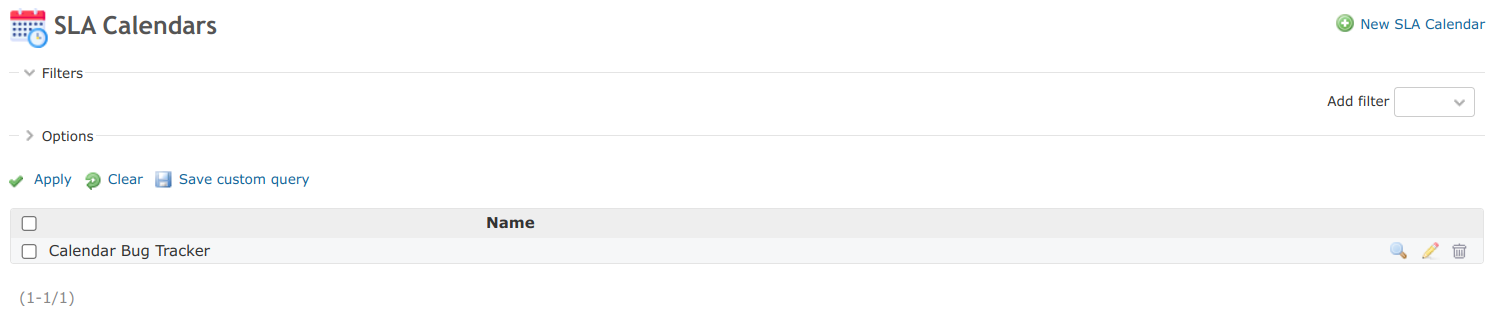 SLA Calendars
New SLA Calendar
Filters
Add filter
Options
Apply Clear Save custom query
Name
Calendar Bug Tracker
(1-1/1)